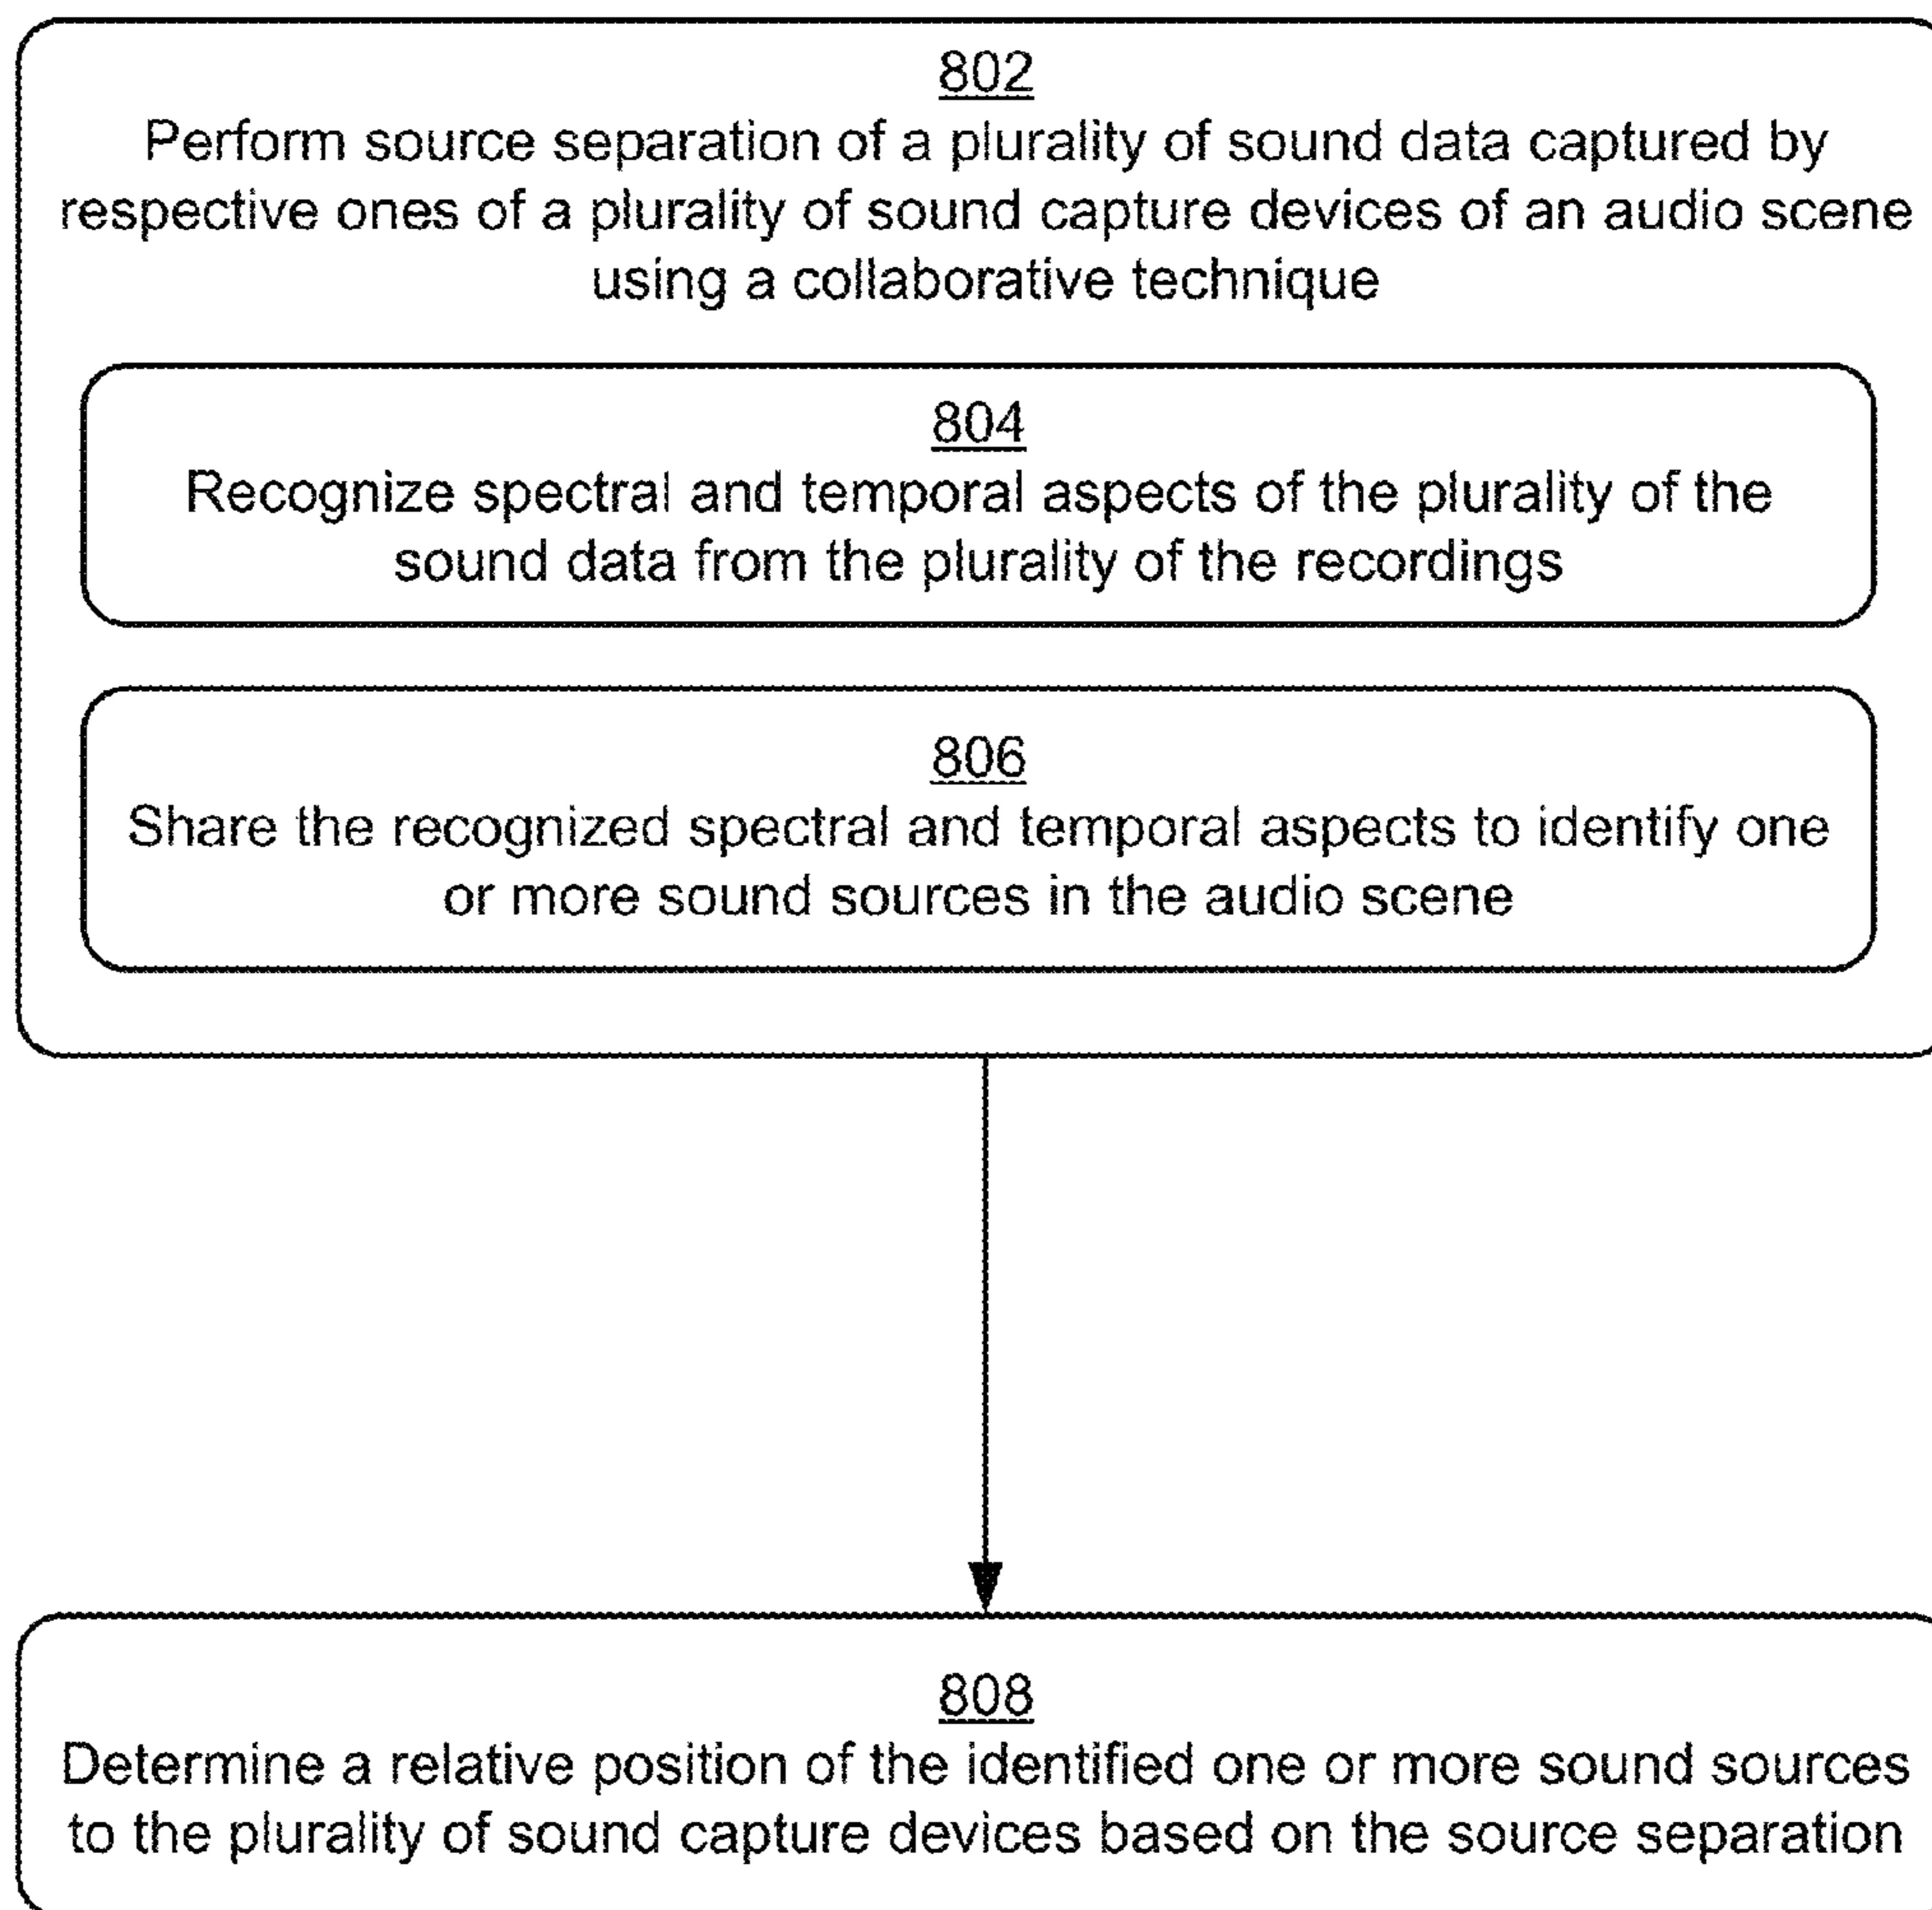 802
Perform source separation of a plurality of sound data captured by
respective ones of a plurality of sound capture devices of an audio scene
using a collaborative technique
804
Recognize spectral and temporal aspects of the plurality of the
sound data from the plurality of the recordings
806
Share the recognized spectral and temporal aspects to identify one
or more sound sources in the audio scene
808
Determine a relative position of the identified one or more sound sources
to the plurality of sound capture devices based on the source separation